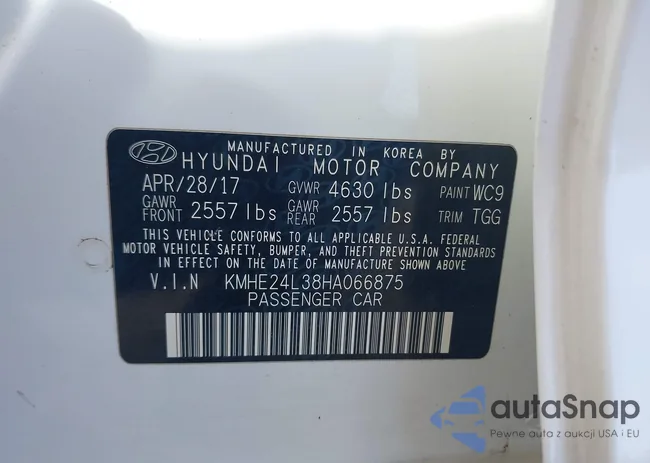 MANUFACTURED IN KOREA BY
HYUNDAI MOTOR COMPANY
APR/28/17 GVWR 4630 lbs PAINT WC9
GAWR FRONT 2557 lbs GAWR REAR 2557 lbs TRIM TGG
THIS VEHICLE CONFORMS TO ALL APPLICABLE U.S.A. FEDERAL
MOTOR VEHICLE SAFETY, BUMPER, AND THEFT PREVENTION STANDARDS
IN EFFECT ON THE DATE OF MANUFACTURE SHOWN ABOVE
V.I.N KMHE24L38HA066875
PASSENGER CAR
autaSnap
Pewne auta z aukcji USA i EU